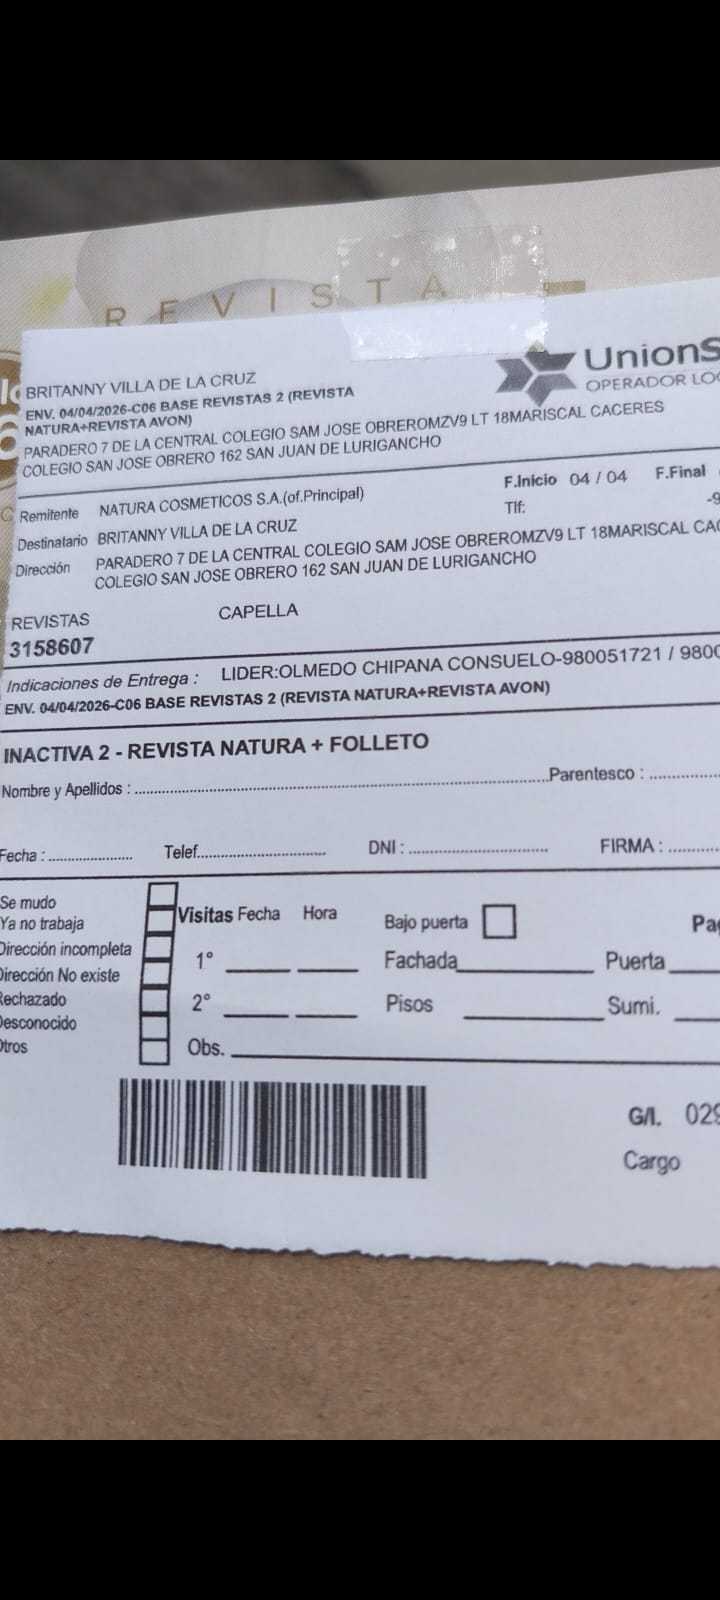 REVISTA
BRITANNY VILLA DE LA CRUZ
ENV. 04/04/2026-C06 BASE REVISTAS 2 (REVISTA
NATURA+REVISTA AVON)
PARADERO 7 DE LA CENTRAL COLEGIO SAM JOSE OBREROMZV9 LT 18MARISCAL CACERES
COLEGIO SAN JOSE OBRERO 162 SAN JUAN DE LURIGANCHO
UnionS
OPERADOR LOG
Remitente NATURA COSMETICOS S.A.(of.Principal)
F.Inicio 04 / 04 F.Final
Destinatario BRITANNY VILLA DE LA CRUZ
Tlf: -9
Dirección PARADERO 7 DE LA CENTRAL COLEGIO SAM JOSE OBREROMZV9 LT 18MARISCAL CAC
COLEGIO SAN JOSE OBRERO 162 SAN JUAN DE LURIGANCHO
REVISTAS CAPELLA
3158607
Indicaciones de Entrega : LIDER:OLMEDO CHIPANA CONSUELO-980051721 / 9800
ENV. 04/04/2026-C06 BASE REVISTAS 2 (REVISTA NATURA+REVISTA AVON)
INACTIVA 2 - REVISTA NATURA + FOLLETO
Nombre y Apellidos : Parentesco :
Fecha : Telef. DNI : FIRMA :
Se mudo
Ya no trabaja
Dirección incompleta
Dirección No existe
Rechazado
Desconocido
Otros
Visitas Fecha Hora
1°
2°
Obs.
Bajo puerta
Fachada Puerta
Pisos Sumi.
Pag
G/I. 029
Cargo